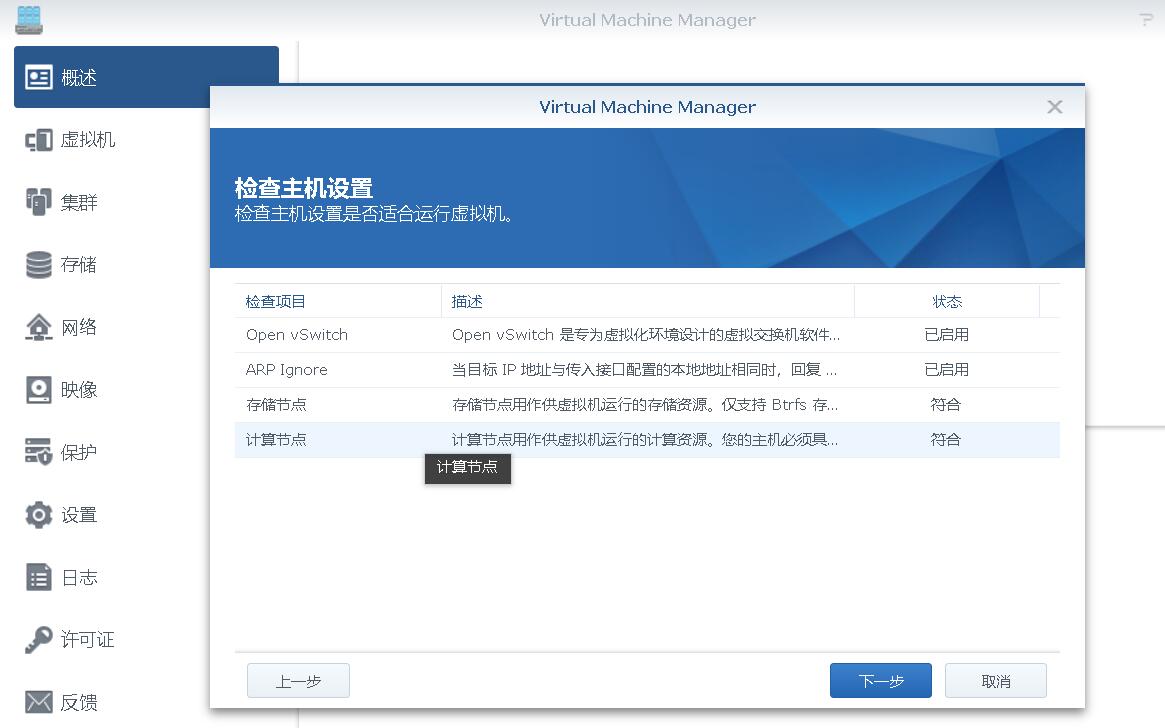 Virtual Machine Manager
概述
虚拟机
集群
存储
网络
映像
保护
设置
日志
许可证
反馈
Virtual Machine Manager
检查主机设置
检查主机设置是否适合运行虚拟机。
检查项目 描述 状态
Open vSwitch Open vSwitch 是专为虚拟化环境设计的虚拟交换机软件... 已启用
ARP Ignore 当目标 IP 地址与传入接口配置的本地地址相同时，回复 ... 已启用
存储节点 存储节点用作供虚拟机运行的存储资源。仅支持 Btrfs 存... 符合
计算节点 计算节点用作供虚拟机运行的计算资源。您的主机必须具... 符合
计算节点
上一步 下一步 取消